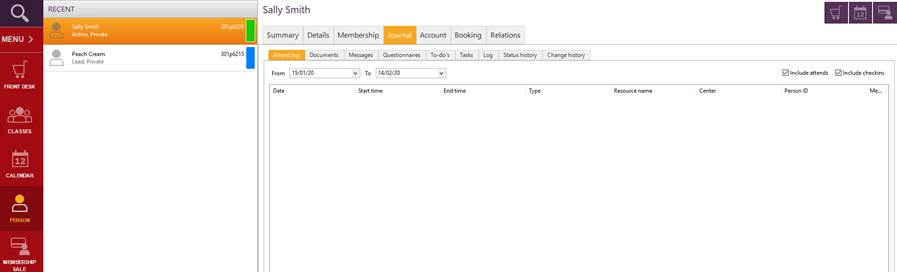 RECENT
Sally Smith 301p6233
Active, Private
Peach Cream 301p6215
Lead, Private
MENU
FRONT DESK
CLASSES
12
CALENDAR
PERSON
MEMBERSHIP
SALE
Sally Smith
12
Summary Details Membership Journal Account Booking Relations
Attend log Documents Messages Questionnaires To-do's Tasks Log Status history Change history
From 15/01/20 To 14/02/20 Include attends Include checkins
Date Start time End time Type Resource name Center Person ID Me...